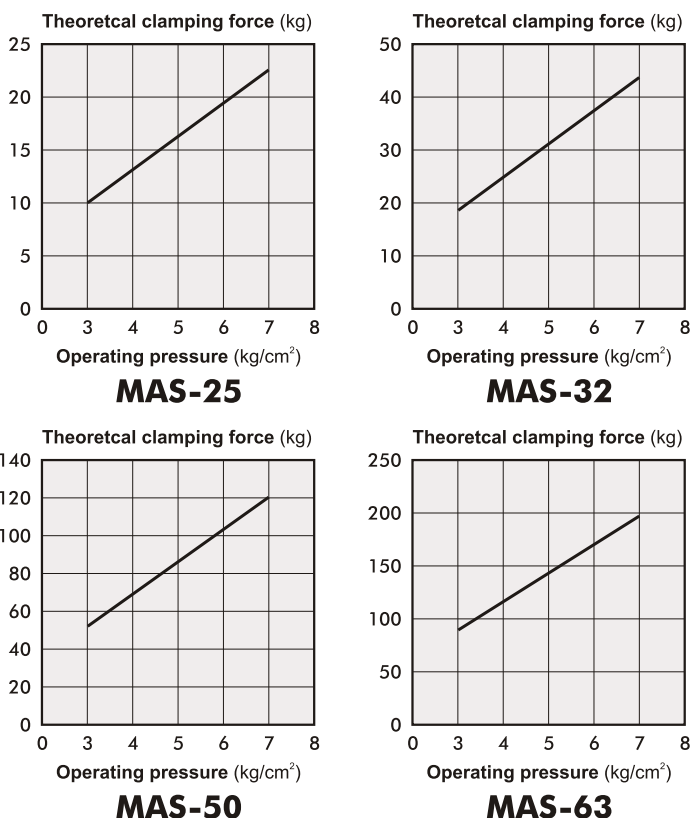 Theoretcal clamping force (kg)
25
20
15
10
5
0
0 3 4 5 6 7 8
Operating pressure (kg/cm²)
MAS-25
Theoretcal clamping force (kg)
50
40
30
20
10
0
0 3 4 5 6 7 8
Operating pressure (kg/cm²)
MAS-32
Theoretcal clamping force (kg)
140
120
100
80
60
40
20
0
0 3 4 5 6 7 8
Operating pressure (kg/cm²)
MAS-50
Theoretcal clamping force (kg)
250
200
150
100
50
0
0 3 4 5 6 7 8
Operating pressure (kg/cm²)
MAS-63